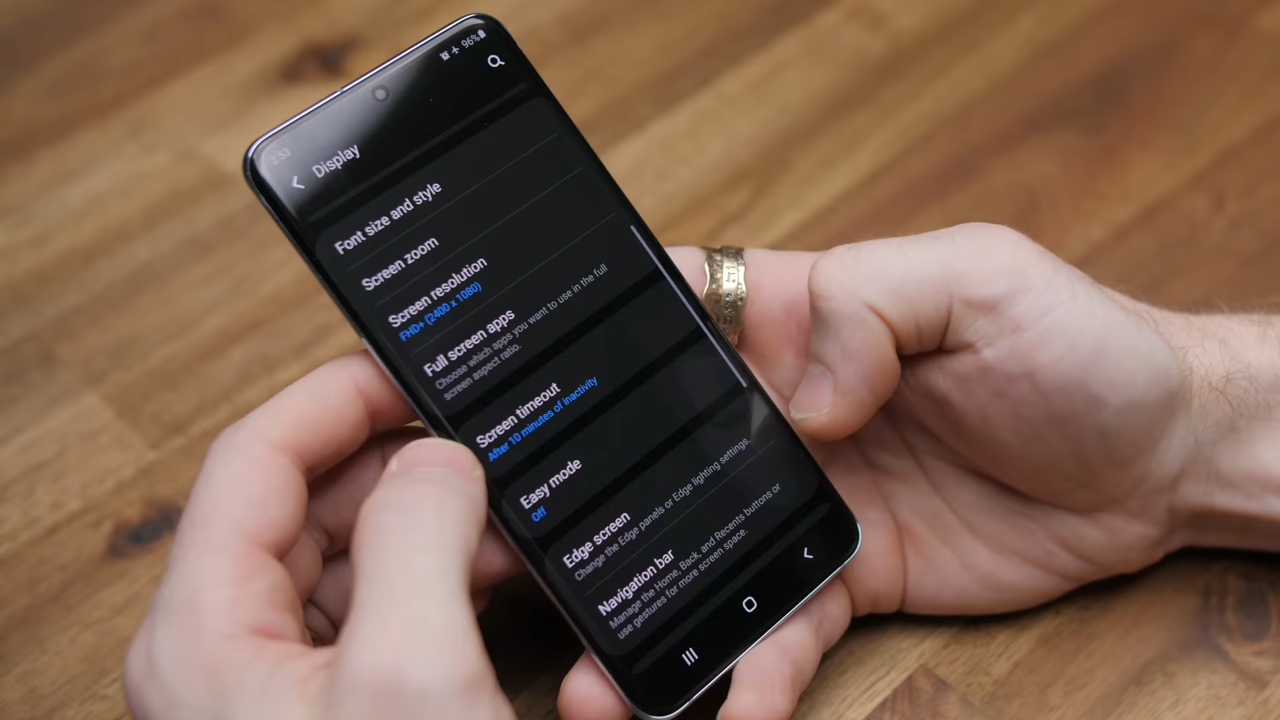 2:53
96%
Display
Font size and style
Screen zoom
Screen resolution
FHD+ (2400 x 1080)
Full screen apps
Choose which apps you want to use in the full
screen aspect ratio.
Screen timeout
After 10 minutes of inactivity
Easy mode
Off
Edge screen
Change the Edge panels or Edge lighting settings.
Navigation bar
Manage the Home, Back, and Recents buttons or
use gestures for more screen space.